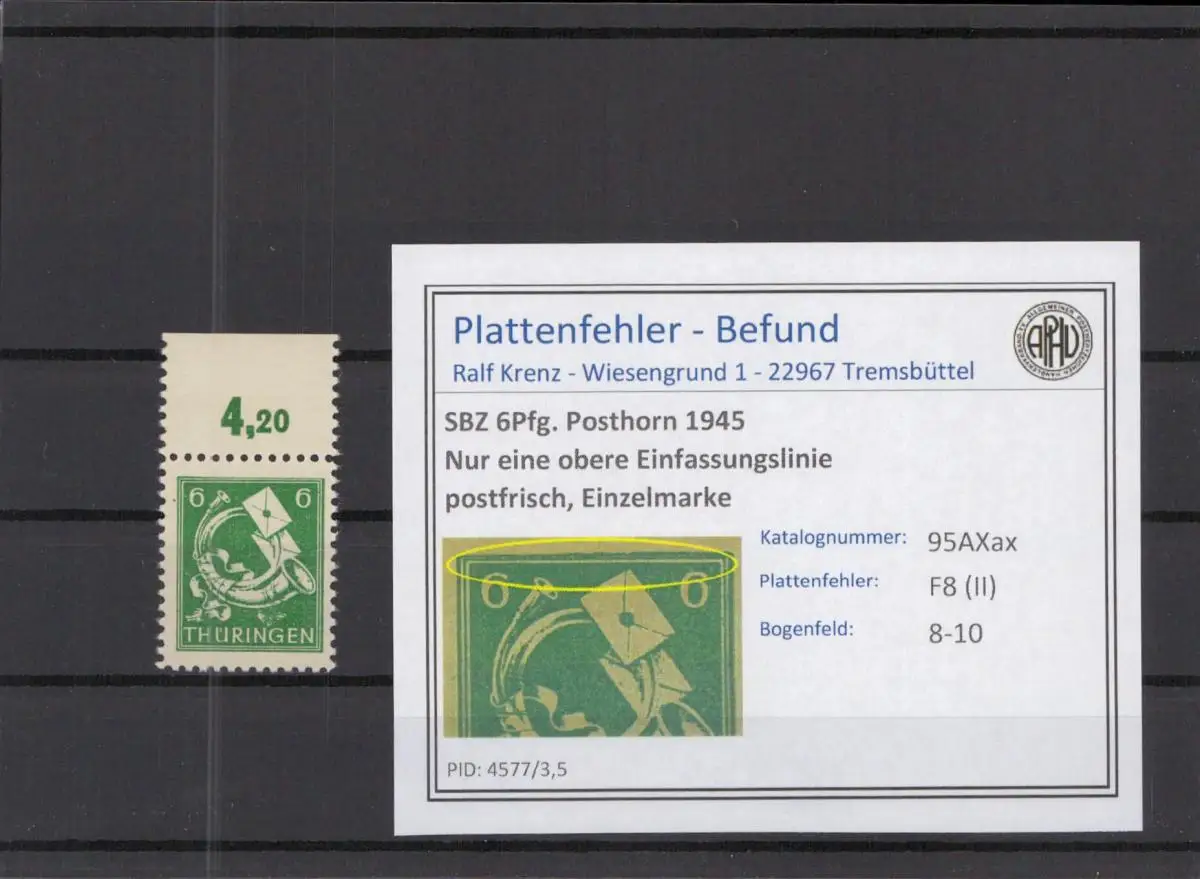 4,20
6 6
THÜRINGEN
Plattenfehler - Befund
Ralf Krenz - Wiesengrund 1 - 22967 Tremsbüttel
APHV
SBZ 6Pfg. Posthorn 1945
Nur eine obere Einfassungslinie
postfrisch, Einzelmarke
6 6
Katalognummer: 95AXax
Plattenfehler: F8 (II)
Bogenfeld: 8-10
PID: 4577/3,5